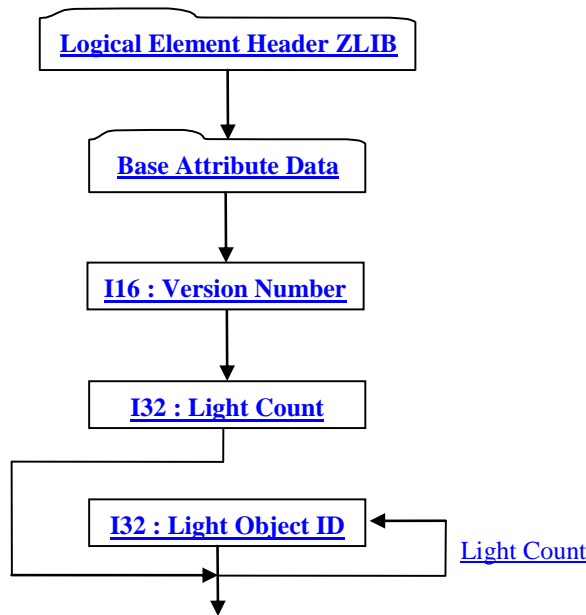 Logical Element Header ZLIB
Base Attribute Data
I16 : Version Number
I32 : Light Count
I32 : Light Object ID
Light Count